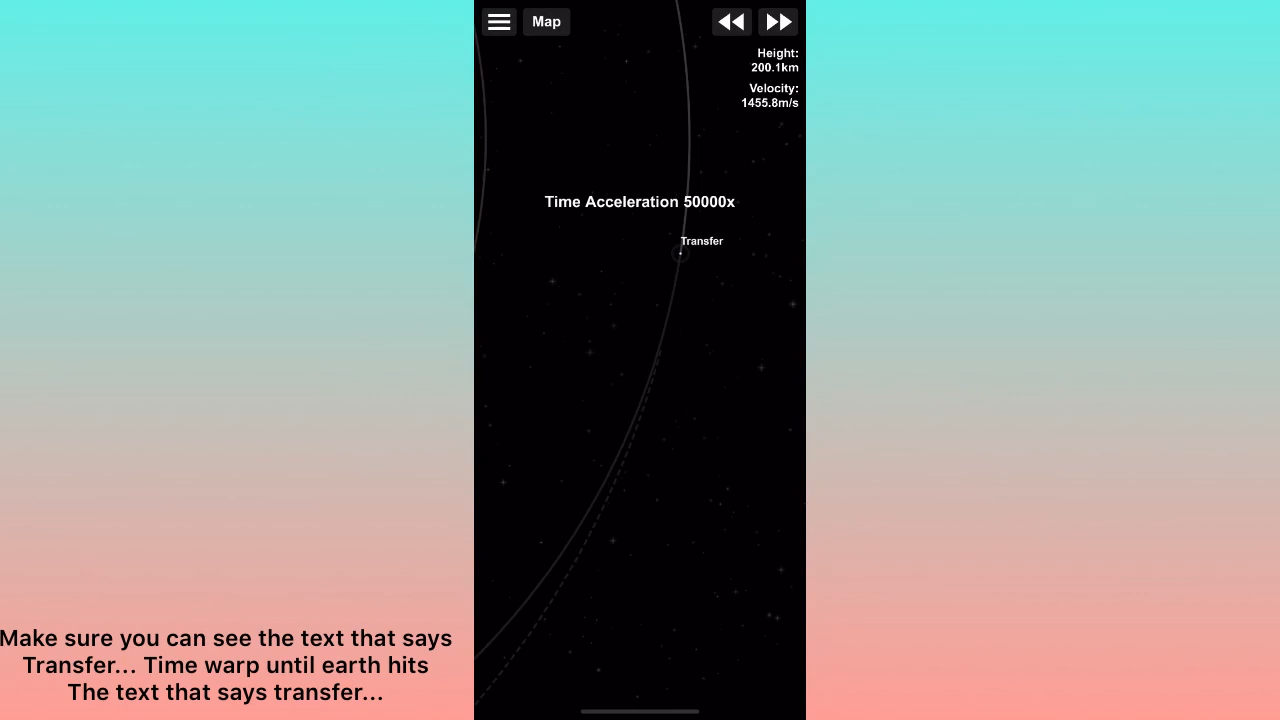 Map
Height:
200.1km
Velocity:
1455.8m/s
Time Acceleration 50000x
Transfer
Make sure you can see the text that says
Transfer... Time warp until earth hits
The text that says transfer...